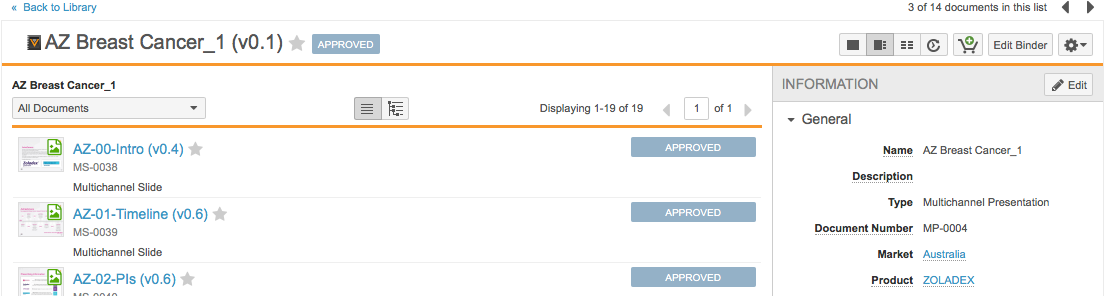 « Back to Library
3 of 14 documents in this list
AZ Breast Cancer_1 (v0.1)
APPROVED
Edit Binder
AZ Breast Cancer_1
All Documents
Displaying 1-19 of 19
1 of 1
AZ-00-Intro (v0.4)
APPROVED
MS-0038
Multichannel Slide
AZ-01-Timeline (v0.6)
APPROVED
MS-0039
Multichannel Slide
AZ-02-PIs (v0.6)
APPROVED
INFORMATION
Edit
General
Name AZ Breast Cancer_1
Description
Type Multichannel Presentation
Document Number MP-0004
Market Australia
Product ZOLADEX